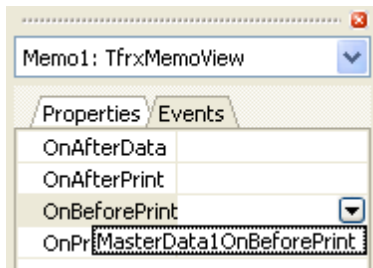 Memo1: TfrxMemoView
Properties Events
OnAfterData
OnAfterPrint
OnBeforePrint
OnPr MasterData1OnBeforePrint